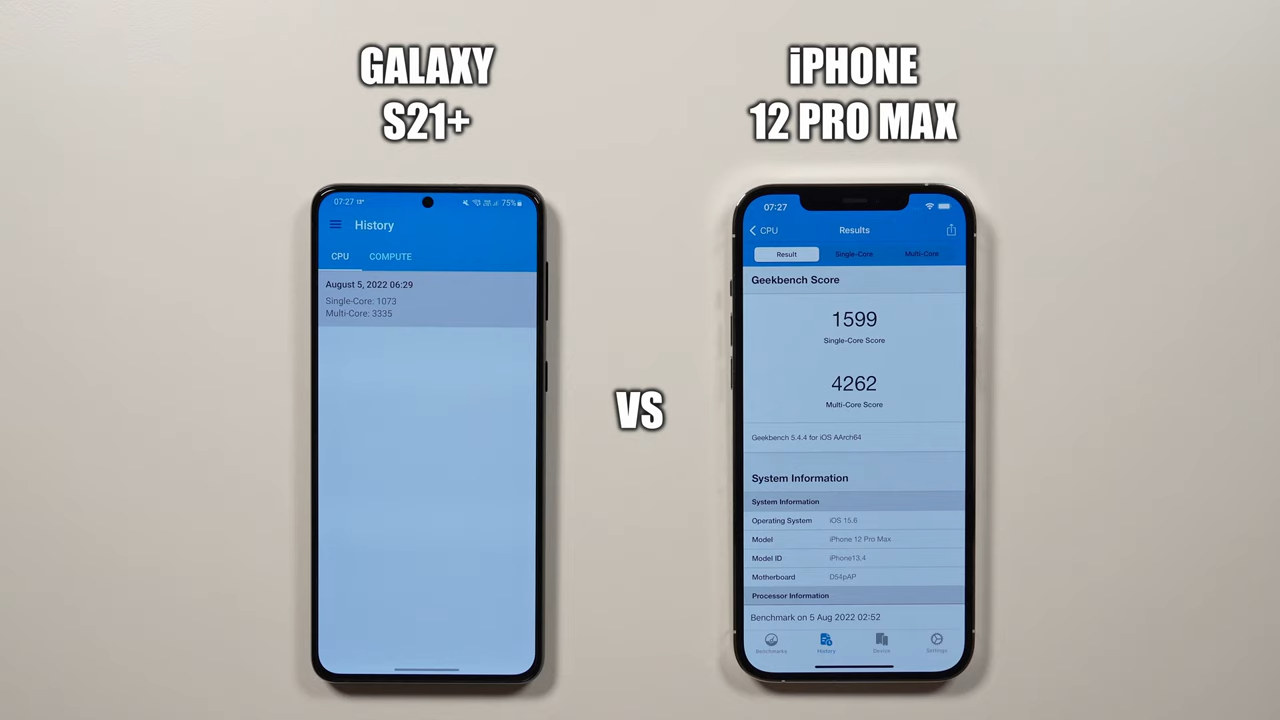 GALAXY
S21+
iPHONE
12 PRO MAX
VS
07:27 13°
75%
History
CPU COMPUTE
August 5, 2022 06:29
Single-Core: 1073
Multi-Core: 3335
07:27
CPU Results
Result Single-Core Multi-Core
Geekbench Score
1599
Single-Core Score
4262
Multi-Core Score
Geekbench 5.4.4 for iOS AArch64
System Information
System Information
Operating System iOS 15.6
Model iPhone 12 Pro Max
Model ID iPhone13,4
Motherboard D54pAP
Processor Information
Benchmark on 5 Aug 2022 02:52
Benchmarks History Device Settings